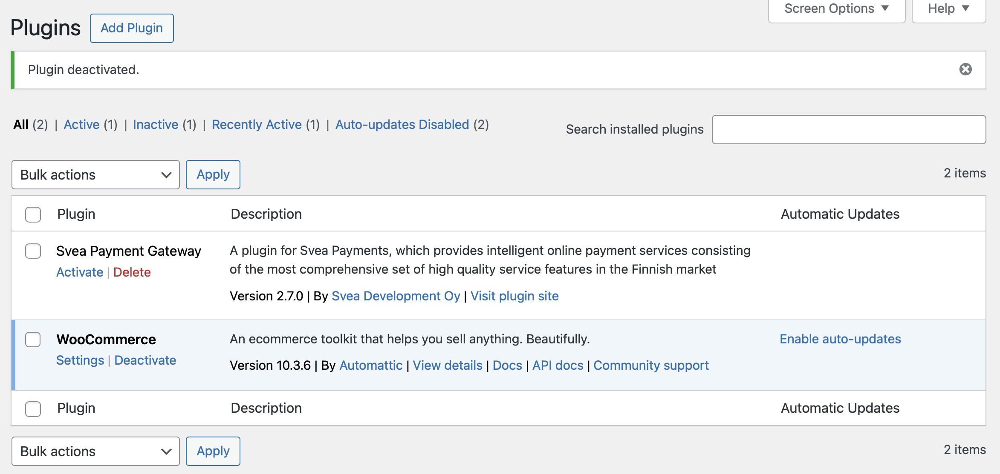 Screen Options ▼ Help ▼
Plugins Add Plugin
Plugin deactivated.
All (2) | Active (1) | Inactive (1) | Recently Active (1) | Auto-updates Disabled (2)
Search installed plugins
Bulk actions Apply 2 items
Plugin Description Automatic Updates
Svea Payment Gateway
Activate | Delete
A plugin for Svea Payments, which provides intelligent online payment services consisting
of the most comprehensive set of high quality service features in the Finnish market
Version 2.7.0 | By Svea Development Oy | Visit plugin site
WooCommerce
Settings | Deactivate
An ecommerce toolkit that helps you sell anything. Beautifully.
Version 10.3.6 | By Automattic | View details | Docs | API docs | Community support
Enable auto-updates
Plugin Description Automatic Updates
Bulk actions Apply 2 items